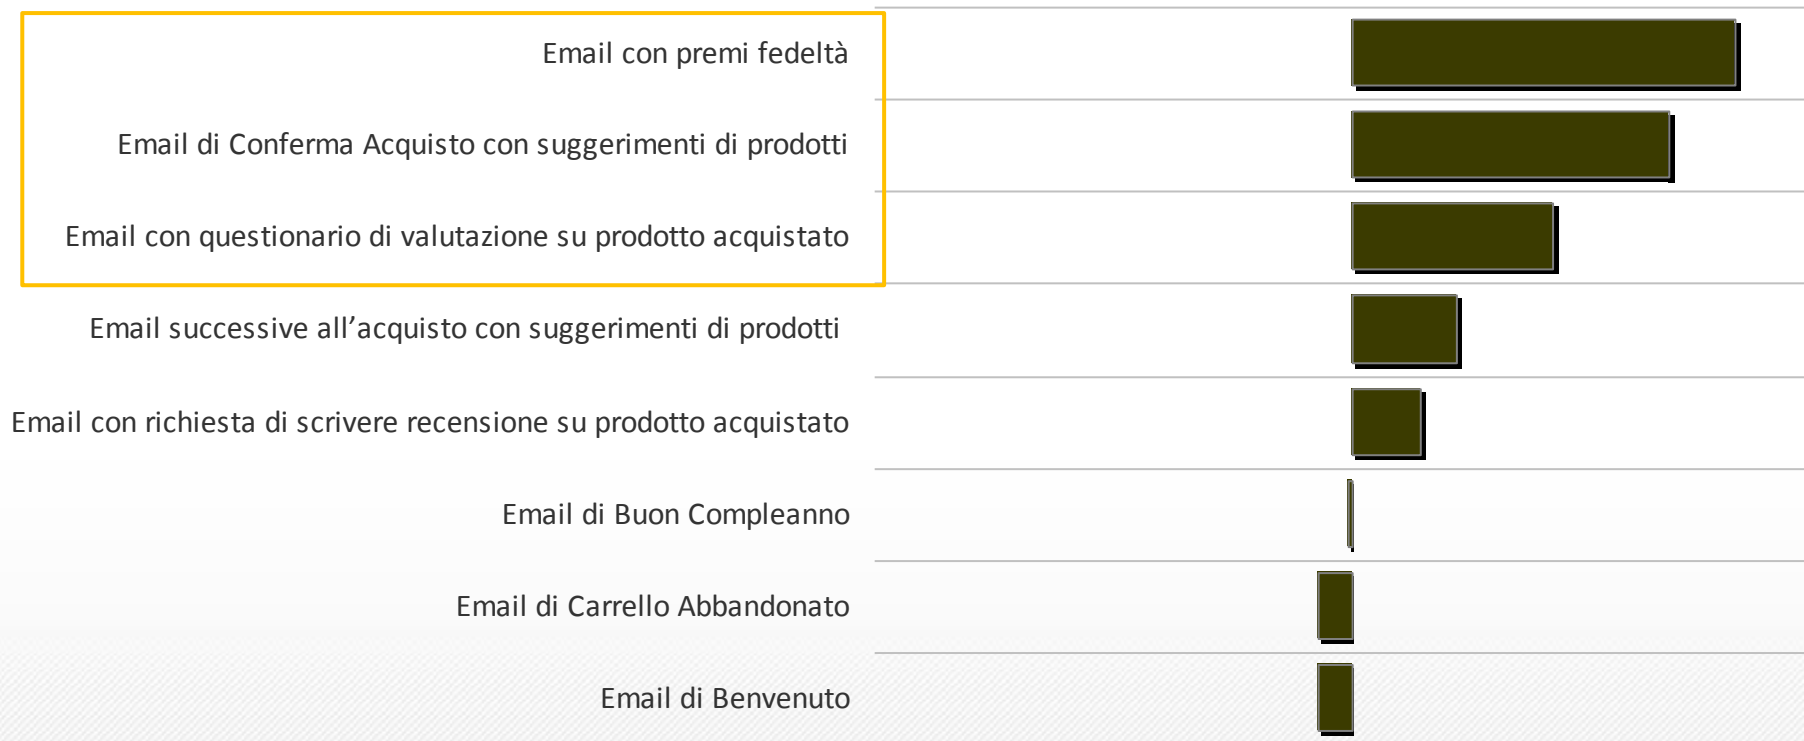 Email con premi fedeltà
Email di Conferma Acquisto con suggerimenti di prodotti
Email con questionario di valutazione su prodotto acquistato
Email successive all’acquisto con suggerimenti di prodotti
Email con richiesta di scrivere recensione su prodotto acquistato
Email di Buon Compleanno
Email di Carrello Abbandonato
Email di Benvenuto